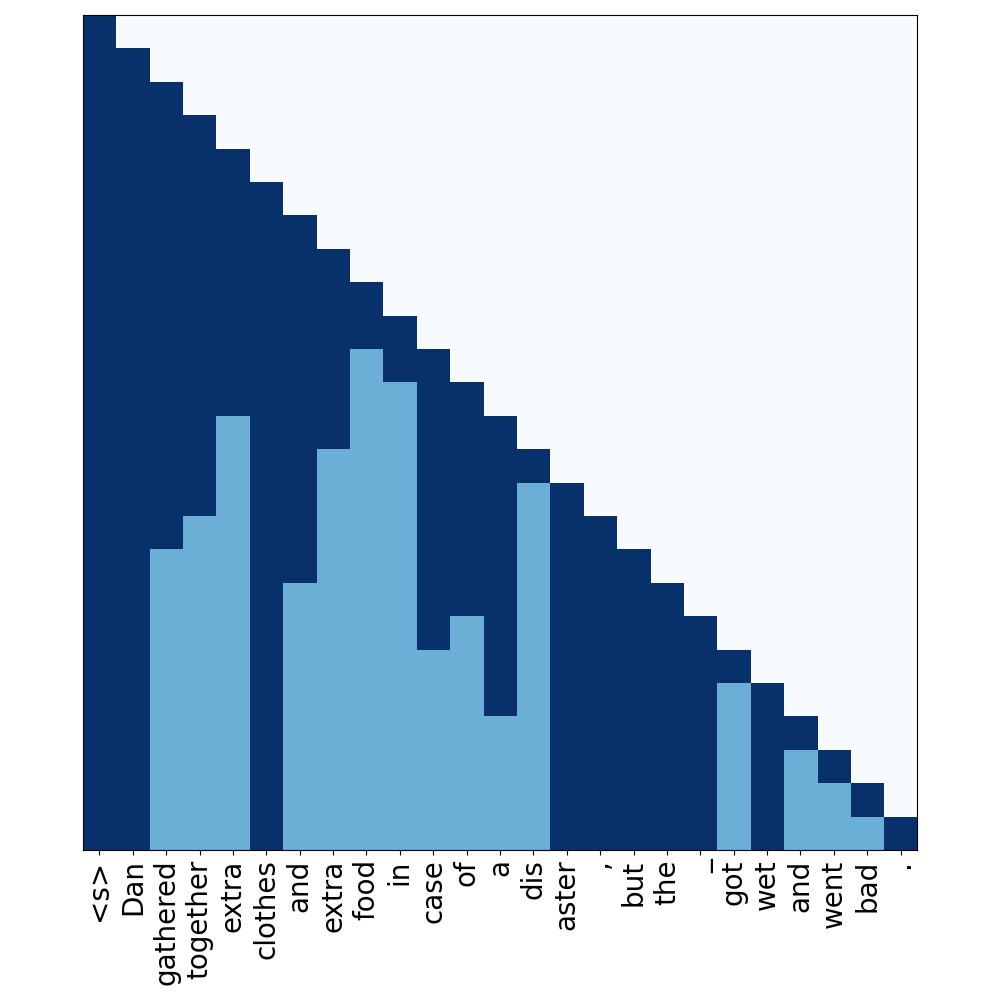 <s>
Dan
gathered
together
extra
clothes
and
extra
food
in
case
of
a
dis
aster
,
but
the
_
got
wet
and
went
bad
.